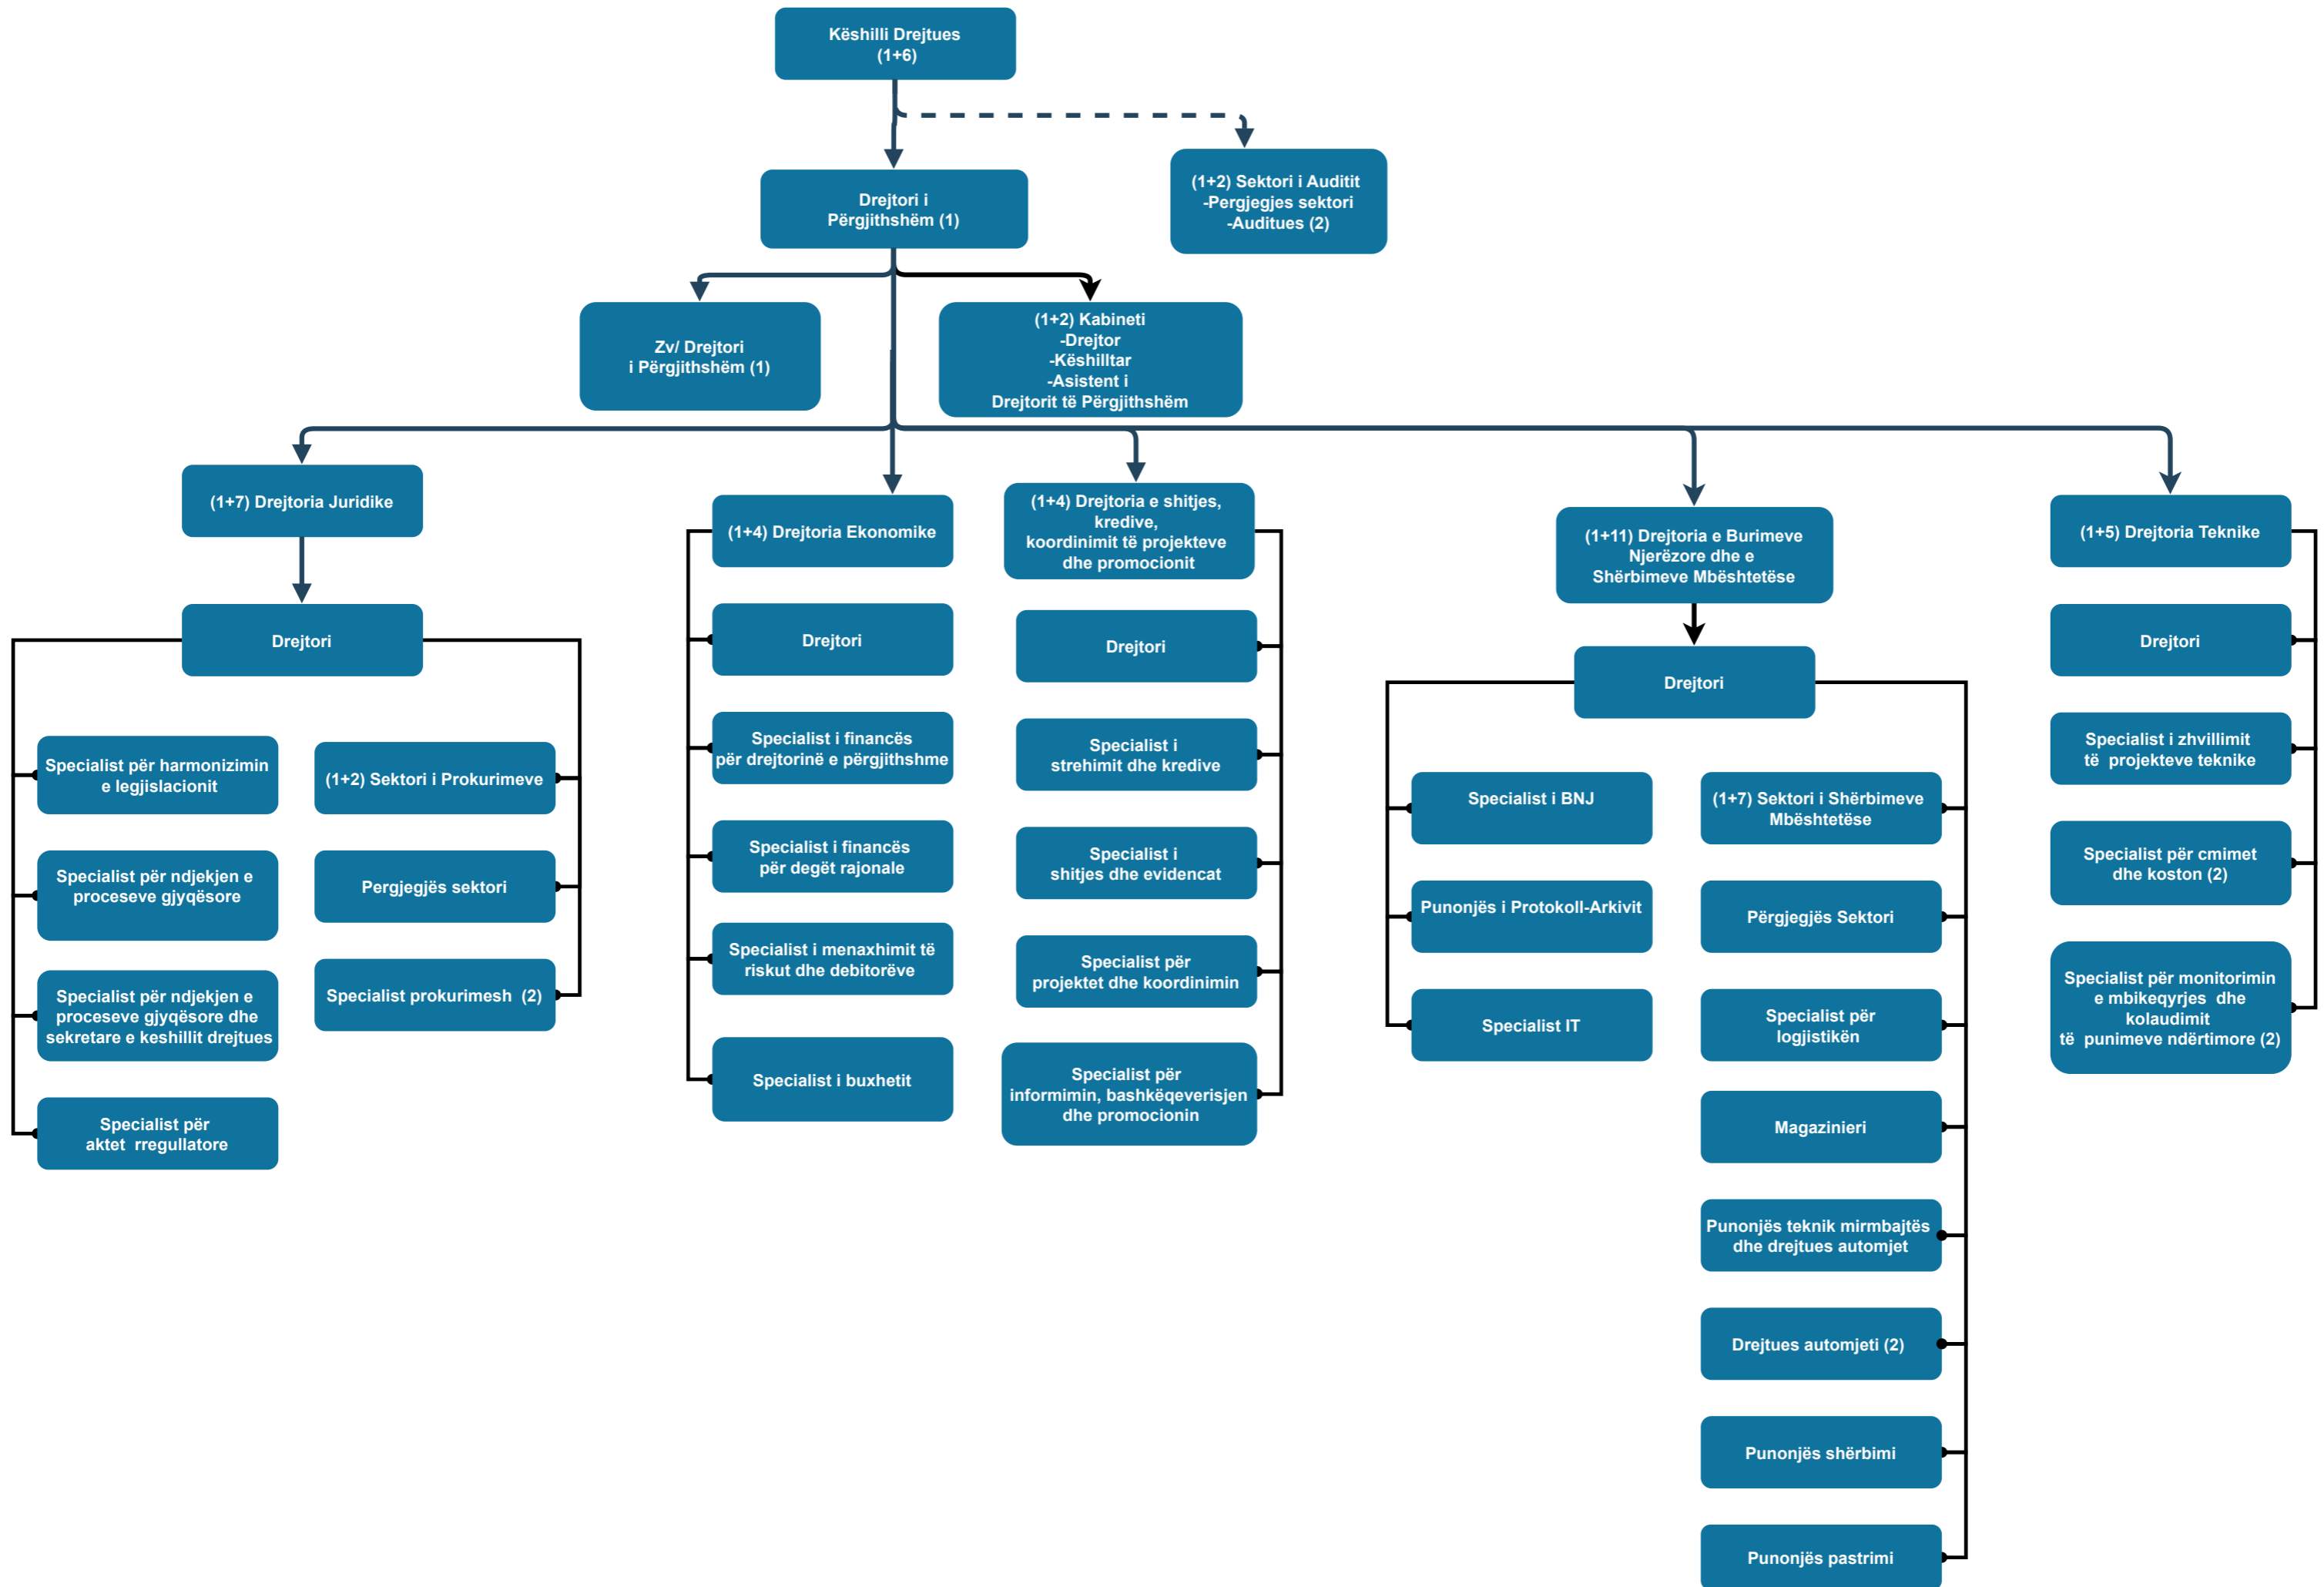 Këshilli Drejtues
(1+6)
(1+2) Sektori i Auditit
-Pergjegjes sektori
-Auditues (2)
Drejtori i
Përgjithshëm (1)
Zv/ Drejtori
i Përgjithshëm (1)
(1+2) Kabineti
-Drejtor
-Këshilltar
-Asistent i
Drejtorit të Përgjithshëm
(1+7) Drejtoria Juridike
Drejtori
Specialist për harmonizimin
e legjislacionit
Specialist për ndjekjen e
proceseve gjyqësore
Specialist për ndjekjen e
proceseve gjyqësore dhe
sekretare e keshillit drejtues
Specialist për
aktet  rregullatore
(1+2) Sektori i Prokurimeve
Pergjegjës sektori
Specialist prokurimesh  (2)
(1+4) Drejtoria Ekonomike
Drejtori
Specialist i financës
për drejtorinë e përgjithshme
Specialist i financës
për degët rajonale
Specialist i menaxhimit të
riskut dhe debitorëve
Specialist i buxhetit
(1+4) Drejtoria e shitjes,
kredive,
koordinimit të projekteve
dhe promocionit
Drejtori
Specialist i
strehimit dhe kredive
Specialist i
shitjes dhe evidencat
Specialist për
projektet dhe koordinimin
Specialist për
informimin, bashkëqeverisjen
dhe promocionin
(1+11) Drejtoria e Burimeve
Njerëzore dhe e
Shërbimeve Mbështetëse
Drejtori
Specialist i BNJ
Punonjës i Protokoll-Arkivit
Specialist IT
(1+7) Sektori i Shërbimeve
Mbështetëse
Përgjegjës Sektori
Specialist për
logjistikën
Magazinieri
Punonjës teknik mirmbajtës
dhe drejtues automjet
Drejtues automjeti (2)
Punonjës shërbimi
Punonjës pastrimi
(1+5) Drejtoria Teknike
Drejtori
Specialist i zhvillimit
të  projekteve teknike
Specialist për cmimet
dhe koston (2)
Specialist për monitorimin
e mbikeqyrjes  dhe
kolaudimit
të  punimeve ndërtimore (2)